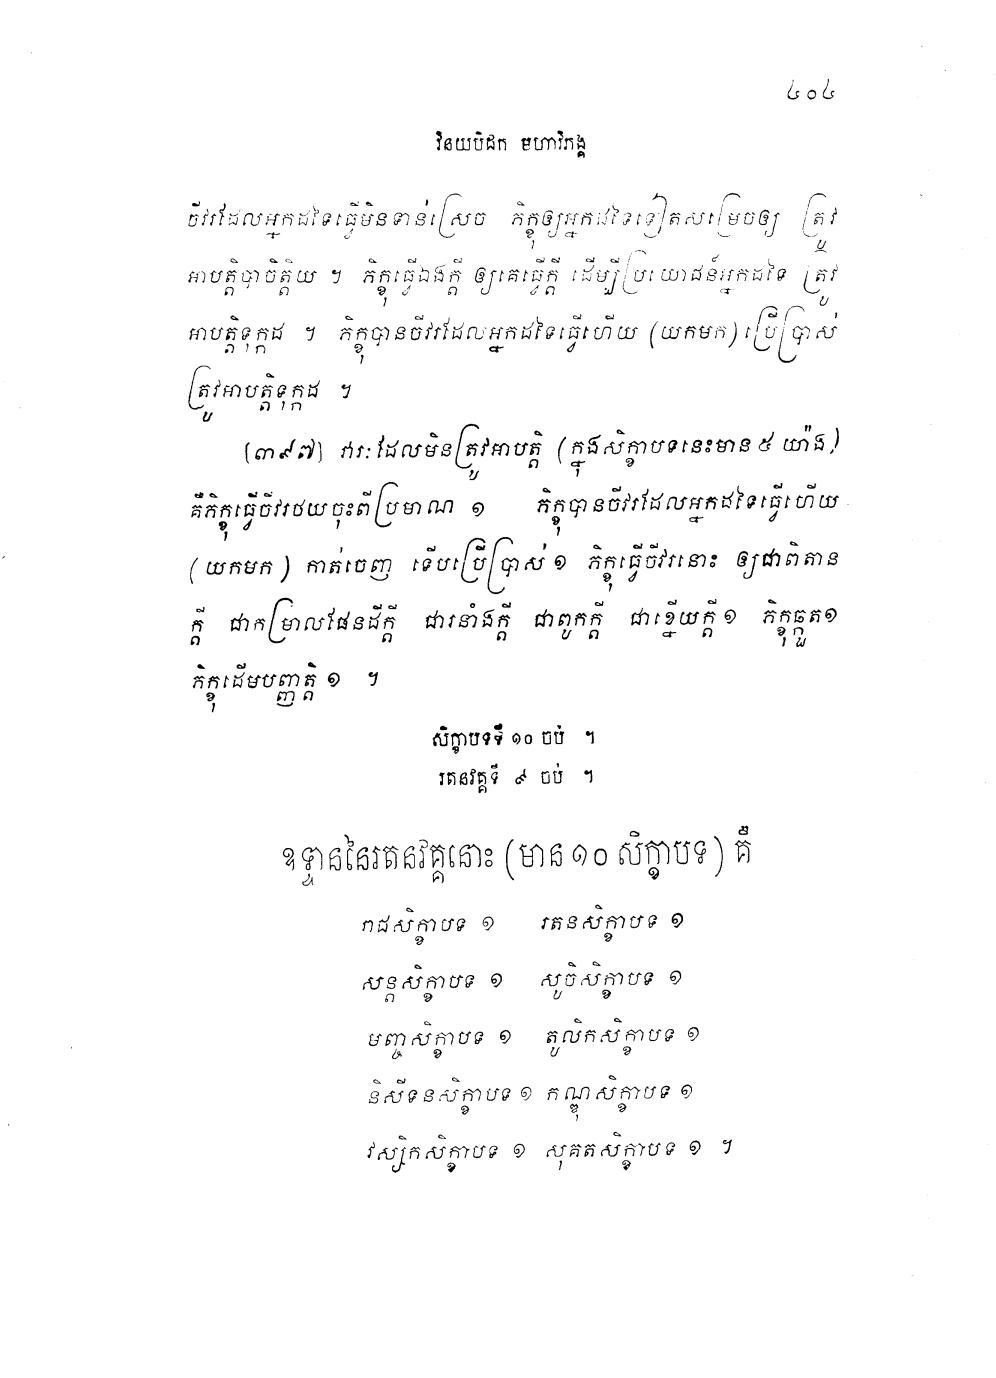 ៤០៤
វិនយបិដក មហាវិភង្គ
ចីវរដែលអ្នកដទៃធ្វើមិនទាន់ស្រេច ភិក្ខុឲ្យអ្នកដទៃទៀតសម្រេចឲ្យ ត្រូវ
អាបត្តិបាចិត្តិយ ។ ភិក្ខុធ្វើឯងក្តី ឲ្យគេធ្វើក្តី ដើម្បីប្រយោជន៍អ្នកដទៃ ត្រូវ
អាបត្តិទុក្កដ ។ ភិក្ខុបានចីវរដែលអ្នកដទៃធ្វើហើយ (យកមក) ប្រើប្រាស់
ត្រូវអាបត្តិទុក្កដ ។
[៣៩៧] វារៈដែលមិនត្រូវអាបត្តិ (ក្នុងសិក្ខាបទនេះមាន ៥ យ៉ាង)
គឺភិក្ខុធ្វើចីវរថយចុះពីប្រមាណ ១ ភិក្ខុបានចីវរដែលអ្នកដទៃធ្វើហើយ
(យកមក) កាត់ចេញ ទើបប្រើប្រាស់ ១ ភិក្ខុធ្វើចីវរនោះ ឲ្យជាពិតាន
ក្តី ជាកម្រាលផែនដីក្តី ជារនាំងក្តី ជាពូកក្តី ជាខ្នើយក្តី ១ ភិក្ខុឆ្កួត ១
ភិក្ខុដើមបញ្ញត្តិ ១ ។
សិក្ខាបទទី ១០ ចប់ ។
រតនវគ្គទី ៩ ចប់ ។
ឧទ្ទាននៃរតនវគ្គនោះ (មាន ១០ សិក្ខាបទ) គឺ
រាជសិក្ខាបទ ១ រតនសិក្ខាបទ ១
សន្តសិក្ខាបទ ១ សូចិសិក្ខាបទ ១
មញ្ចសិក្ខាបទ ១ តូលិកសិក្ខាបទ ១
និសីទនសិក្ខាបទ ១ កណ្ឌុសិក្ខាបទ ១
វស្សិកសិក្ខាបទ ១ សុគតសិក្ខាបទ ១ ។